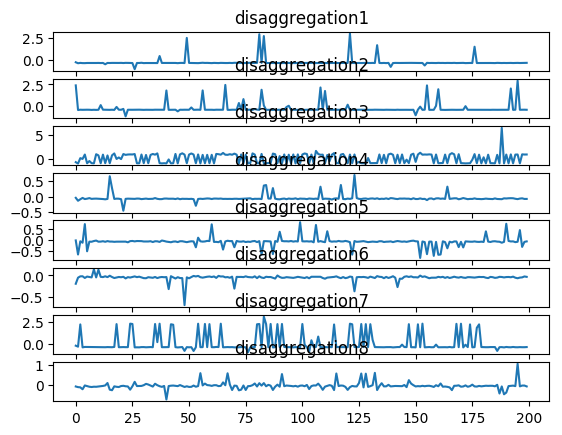 disaggregation1
2.5
0.0
disaggregation2
2.5
0.0
disaggregation3
5
0
disaggregation4
0.5
0.0
−0.5
disaggregation5
0.5
0.0
−0.5
disaggregation6
0.0
−0.5
disaggregation7
2.5
0.0
disaggregation8
1
0
0 25 50 75 100 125 150 175 200